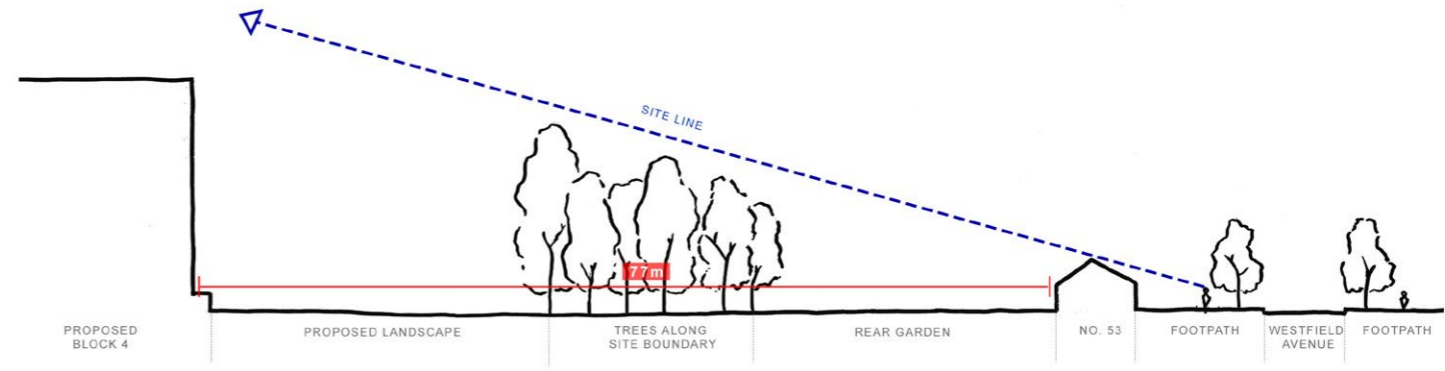 SITE LINE
77m
PROPOSED
BLOCK 4
PROPOSED LANDSCAPE
TREES ALONG
SITE BOUNDARY
REAR GARDEN
NO. 53
FOOTPATH
WESTFIELD
AVENUE
FOOTPATH